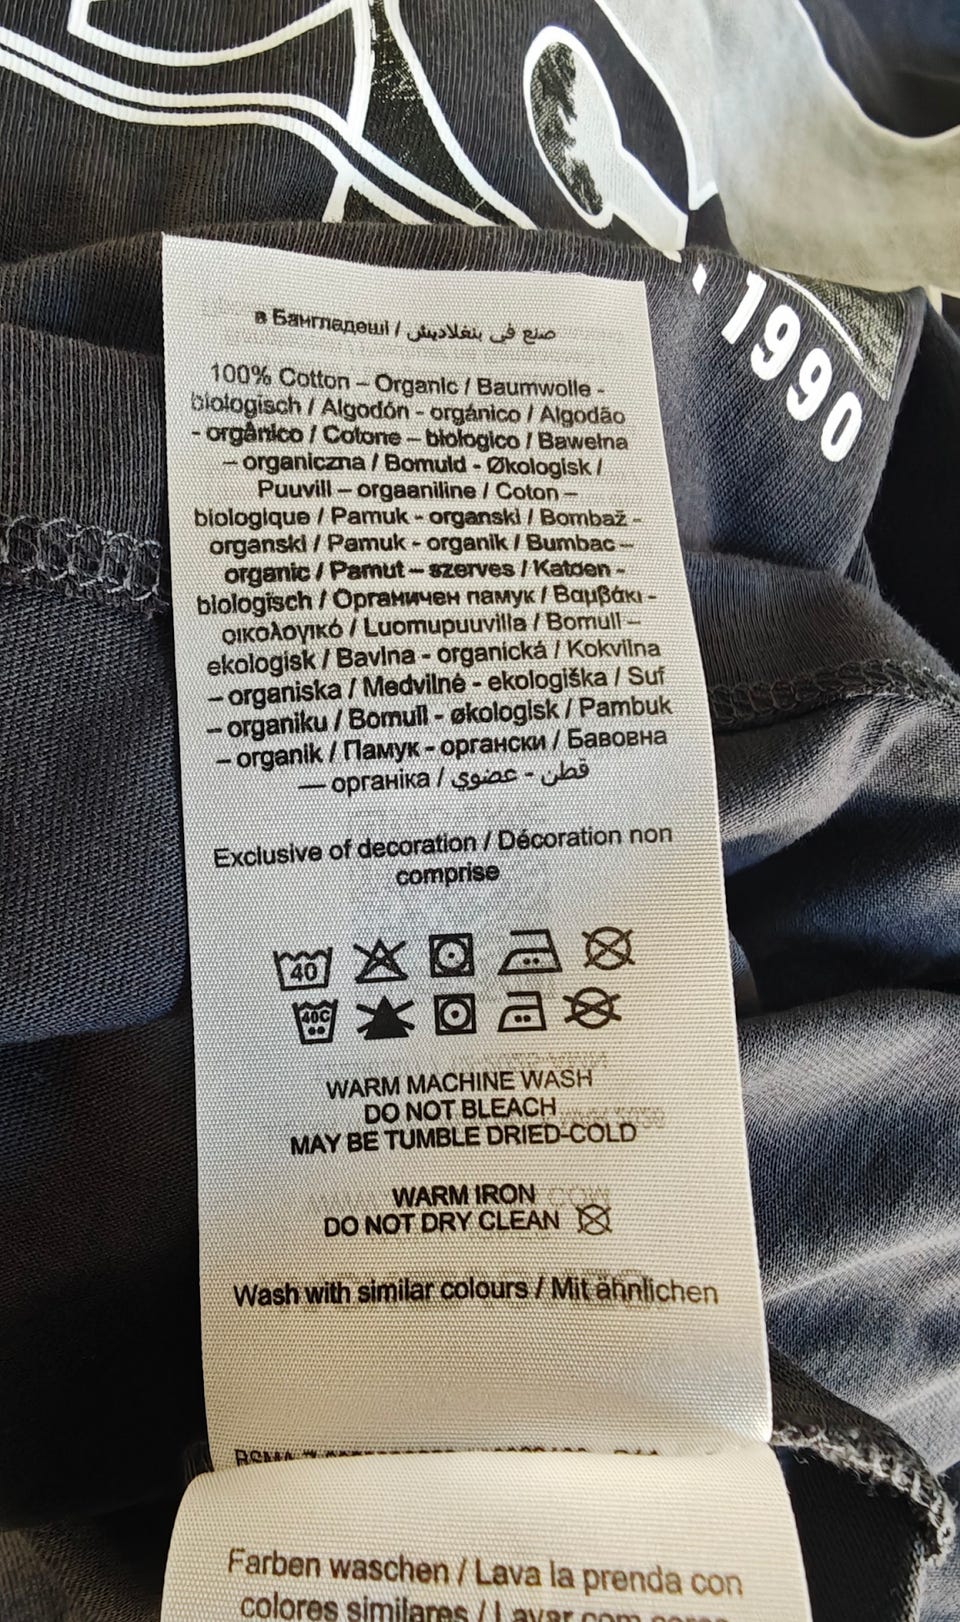 1990
в Бангладеші / صنع في بنغلاديش
100% Cotton – Organic / Baumwolle -
biologisch / Algodón - orgánico / Algodão
- orgânico / Cotone – biologico / Bawełna
– organiczna / Bomuld - Økologisk /
Puuvill – orgaaniline / Coton –
biologique / Pamuk - organski / Bombaž -
organski / Pamuk - organik / Bumbac –
organic / Pamut – szerves / Katoen -
biologisch / Органичен памук / Βαμβάκι -
οικολογικό / Luomupuuvilla / Bomull –
ekologisk / Bavlna - organická / Kokvilna
– organiska / Medvilnė - ekologiška / Suf
– organiku / Bomull - økologisk / Pambuk
– organik / Памук - органски / Бавовна
— органіка / قطن - عضوي
Exclusive of decoration / Décoration non
comprise
40
40C
WARM MACHINE WASH
DO NOT BLEACH
MAY BE TUMBLE DRIED-COLD
WARM IRON
DO NOT DRY CLEAN
Wash with similar colours / Mit ähnlichen
Farben waschen / Lava la prenda con
colores similares / Lavar com cores